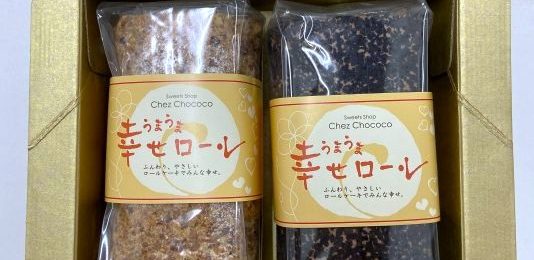 Sweets Shop
Chez Chococo
うまうま
幸せロール
ふんわり、やさしい
ロールケーキでみんな幸せ。
Sweets Shop
Chez Chococo
うまうま
幸せロール
ふんわり、やさしい
ロールケーキでみんな幸せ。